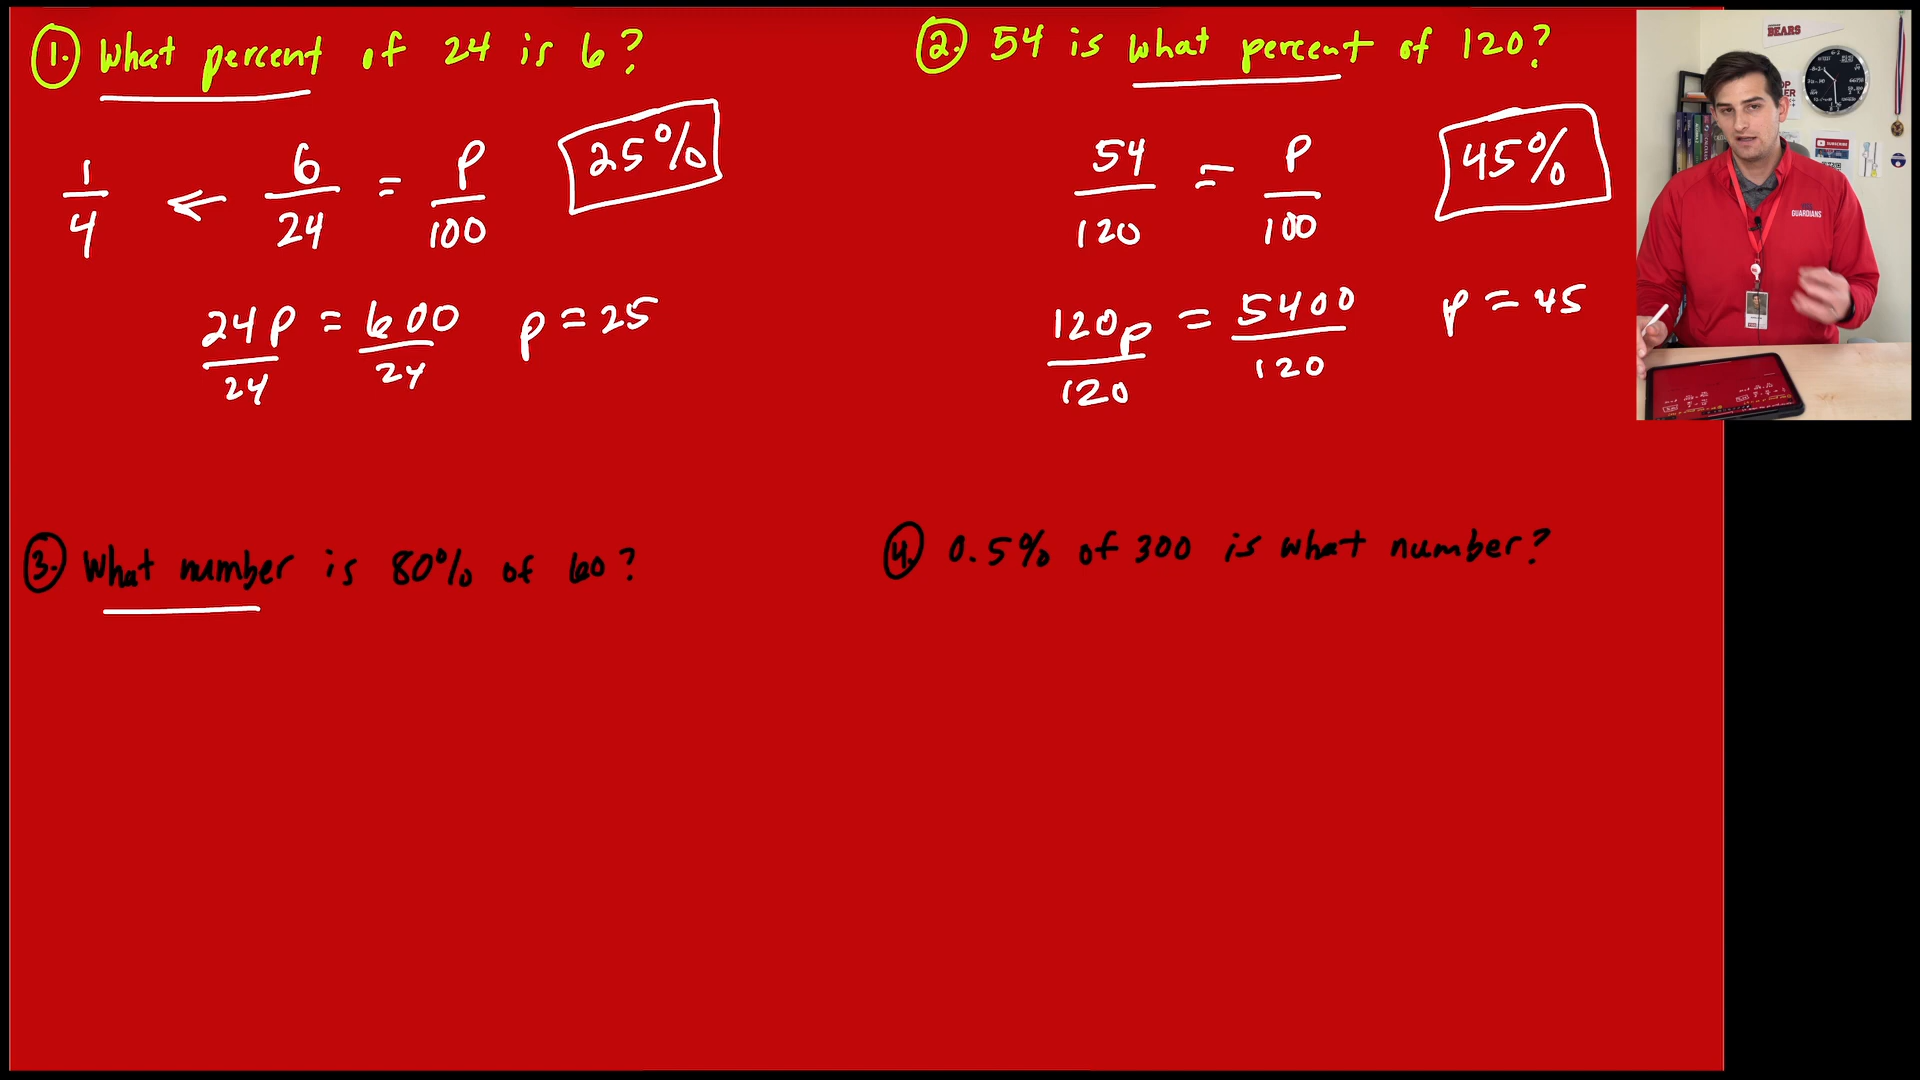 1. What percent of 24 is 6?
1/4 ← 6/24 = P/100 25%
24p = 600 p = 25
24 24
2. 54 is what percent of 120?
54/120 = P/100 45%
120p = 5400 p = 45
120 120
3. What number is 80% of 60?
4. 0.5% of 300 is what number?
BEARS
GUARDIANS